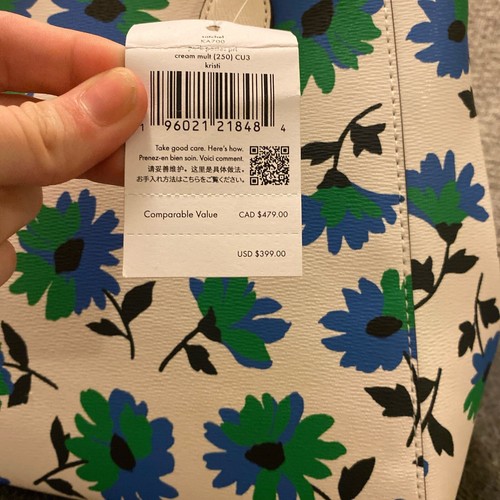 satchel
KA700
cream mult (250) CU3
kristi
1 96021 21848 4
Take good care. Here's how.
Prenez-en bien soin. Voici comment.
请妥善维护。这里是具体做法。
お手入れ方法はこちらをご覧ください。
Comparable Value CAD $479.00
USD $399.00